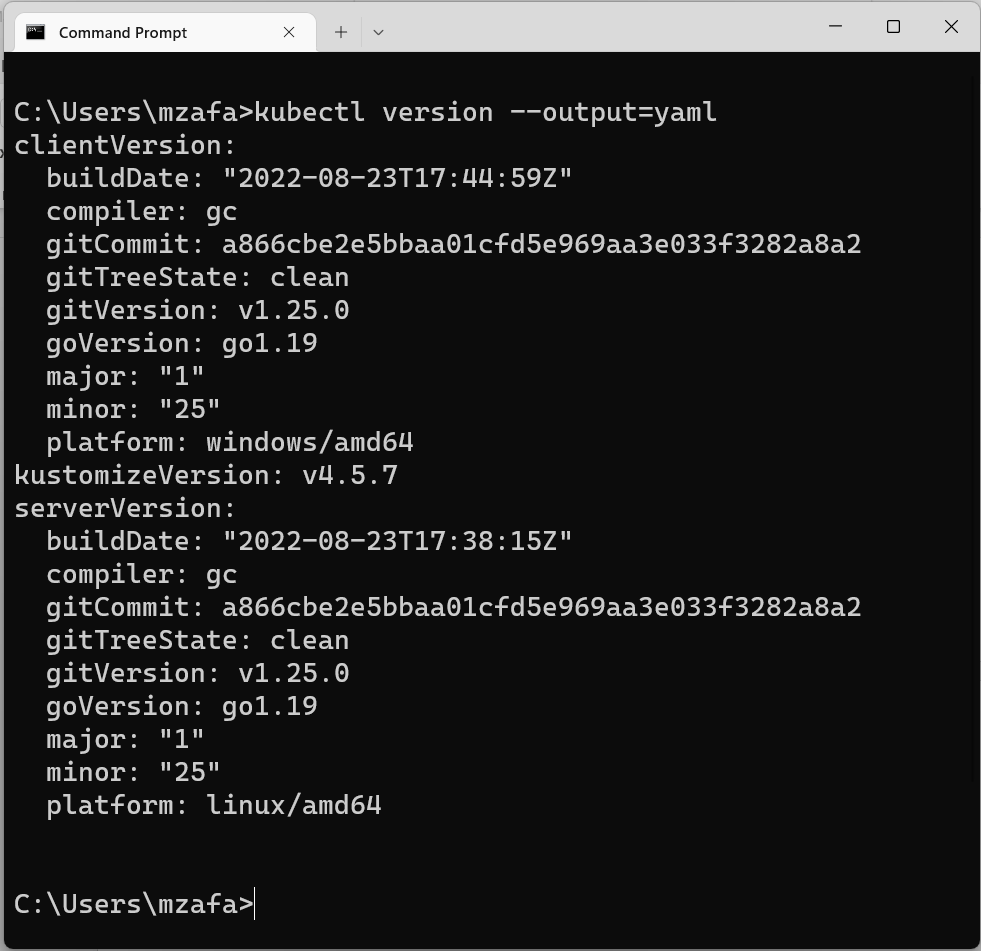 Command Prompt
C:\Users\mzafa>kubectl version --output=yaml
clientVersion:
  buildDate: "2022-08-23T17:44:59Z"
  compiler: gc
  gitCommit: a866cbe2e5bbaa01cfd5e969aa3e033f3282a8a2
  gitTreeState: clean
  gitVersion: v1.25.0
  goVersion: go1.19
  major: "1"
  minor: "25"
  platform: windows/amd64
kustomizeVersion: v4.5.7
serverVersion:
  buildDate: "2022-08-23T17:38:15Z"
  compiler: gc
  gitCommit: a866cbe2e5bbaa01cfd5e969aa3e033f3282a8a2
  gitTreeState: clean
  gitVersion: v1.25.0
  goVersion: go1.19
  major: "1"
  minor: "25"
  platform: linux/amd64
C:\Users\mzafa>